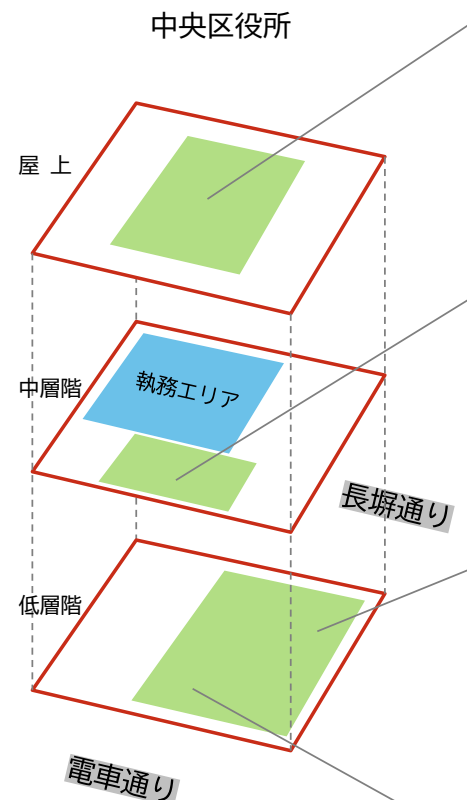 中央区役所
屋 上
執務エリア
中層階
長塀通り
低層階
電車通り